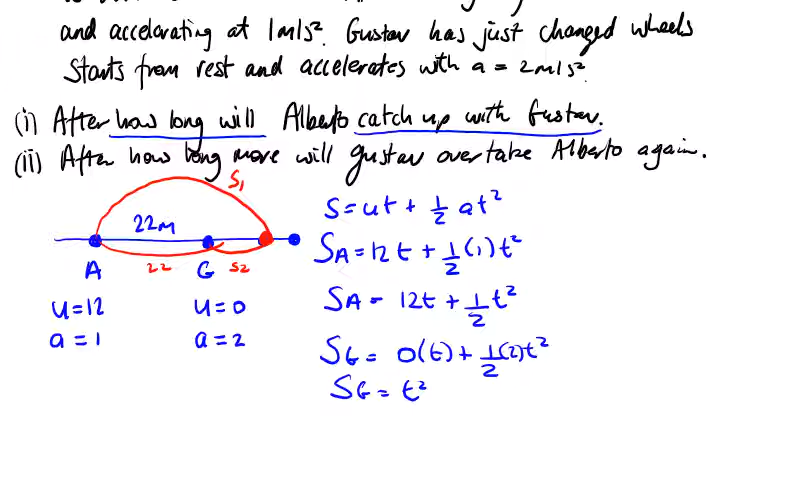 and accelerating at 1m/s². Gustav has just changed wheels
Starts from rest and accelerates with a = 2m/s².
(i) After how long will Alberto catch up with Gustav.
(ii) After how long more will gustav overtake Alberto again.
S1
22M
A 22 G S2
u=12 u=0
a=1 a=2
S=ut + 1/2 at²
SA=12t + 1/2(1)t²
SA = 12t + 1/2t²
SG = 0(t)+ 1/2(2)t²
SG = t²